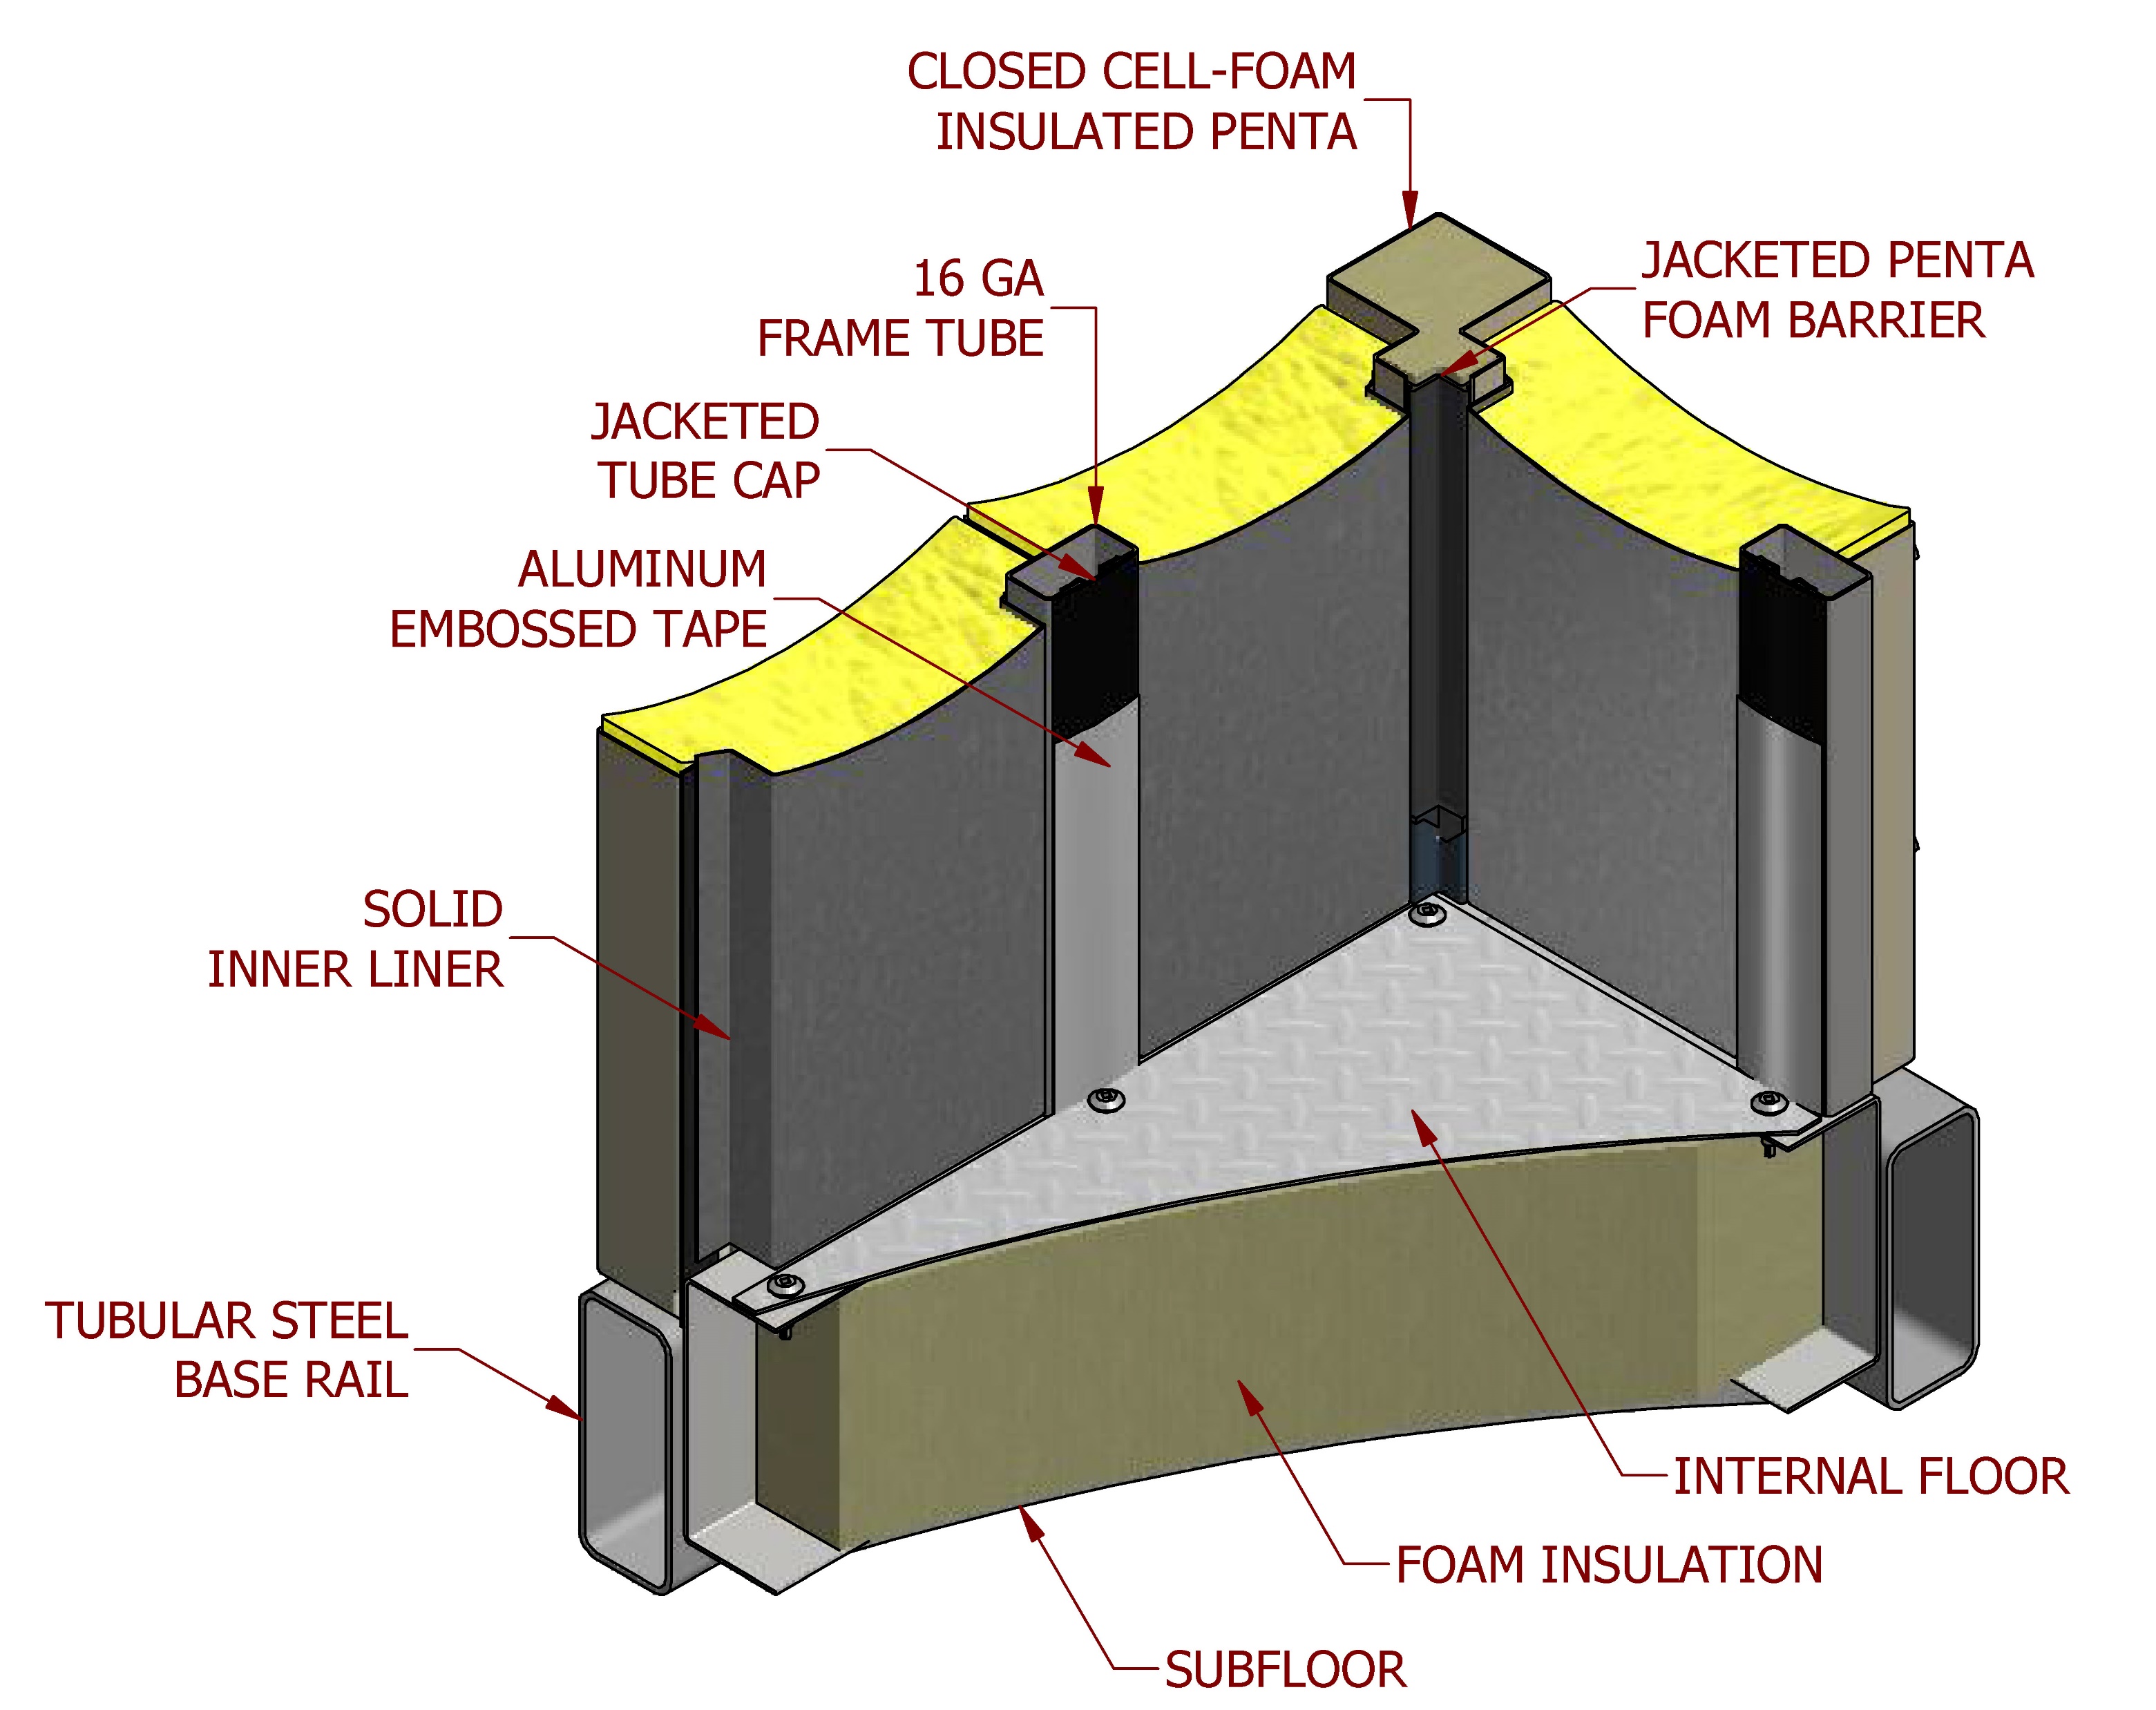 CLOSED CELL-FOAM
INSULATED PENTA
JACKETED PENTA
FOAM BARRIER
16 GA
FRAME TUBE
JACKETED
TUBE CAP
ALUMINUM
EMBOSSED TAPE
SOLID
INNER LINER
TUBULAR STEEL
BASE RAIL
INTERNAL FLOOR
FOAM INSULATION
SUBFLOOR